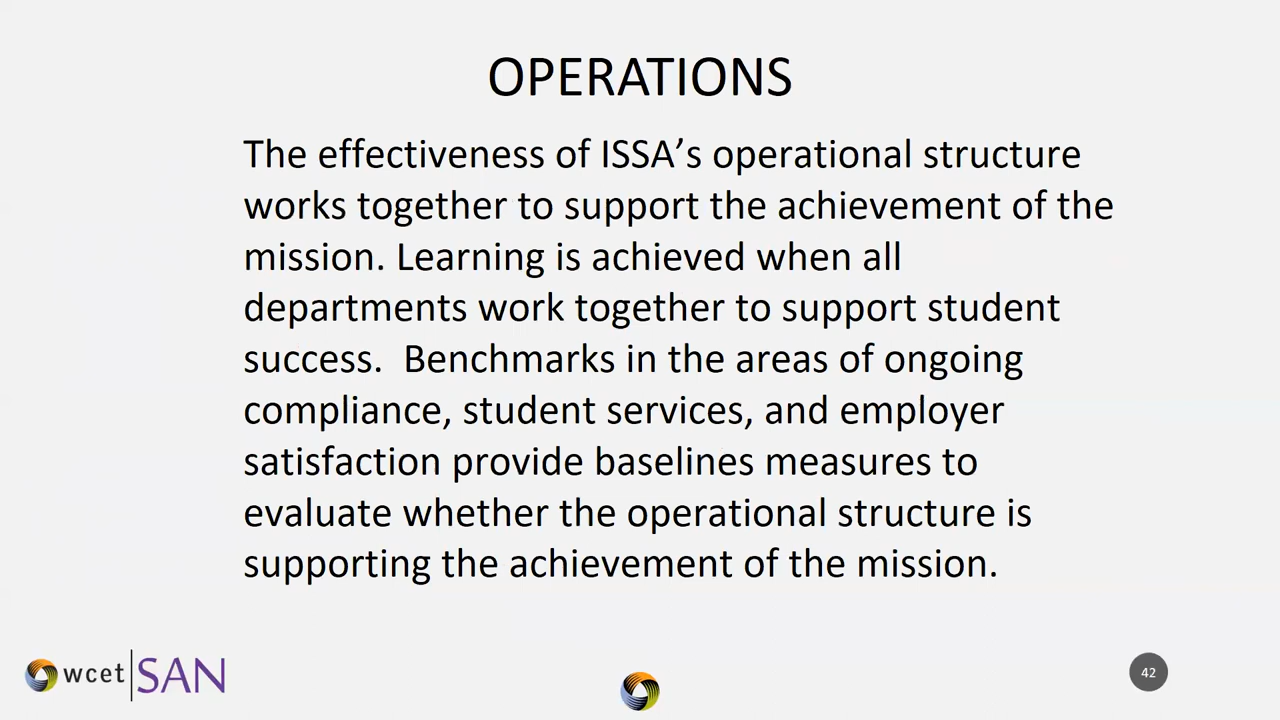 OPERATIONS
The effectiveness of ISSA’s operational structure
works together to support the achievement of the
mission. Learning is achieved when all
departments work together to support student
success.  Benchmarks in the areas of ongoing
compliance, student services, and employer
satisfaction provide baselines measures to
evaluate whether the operational structure is
supporting the achievement of the mission.
wcet SAN
42